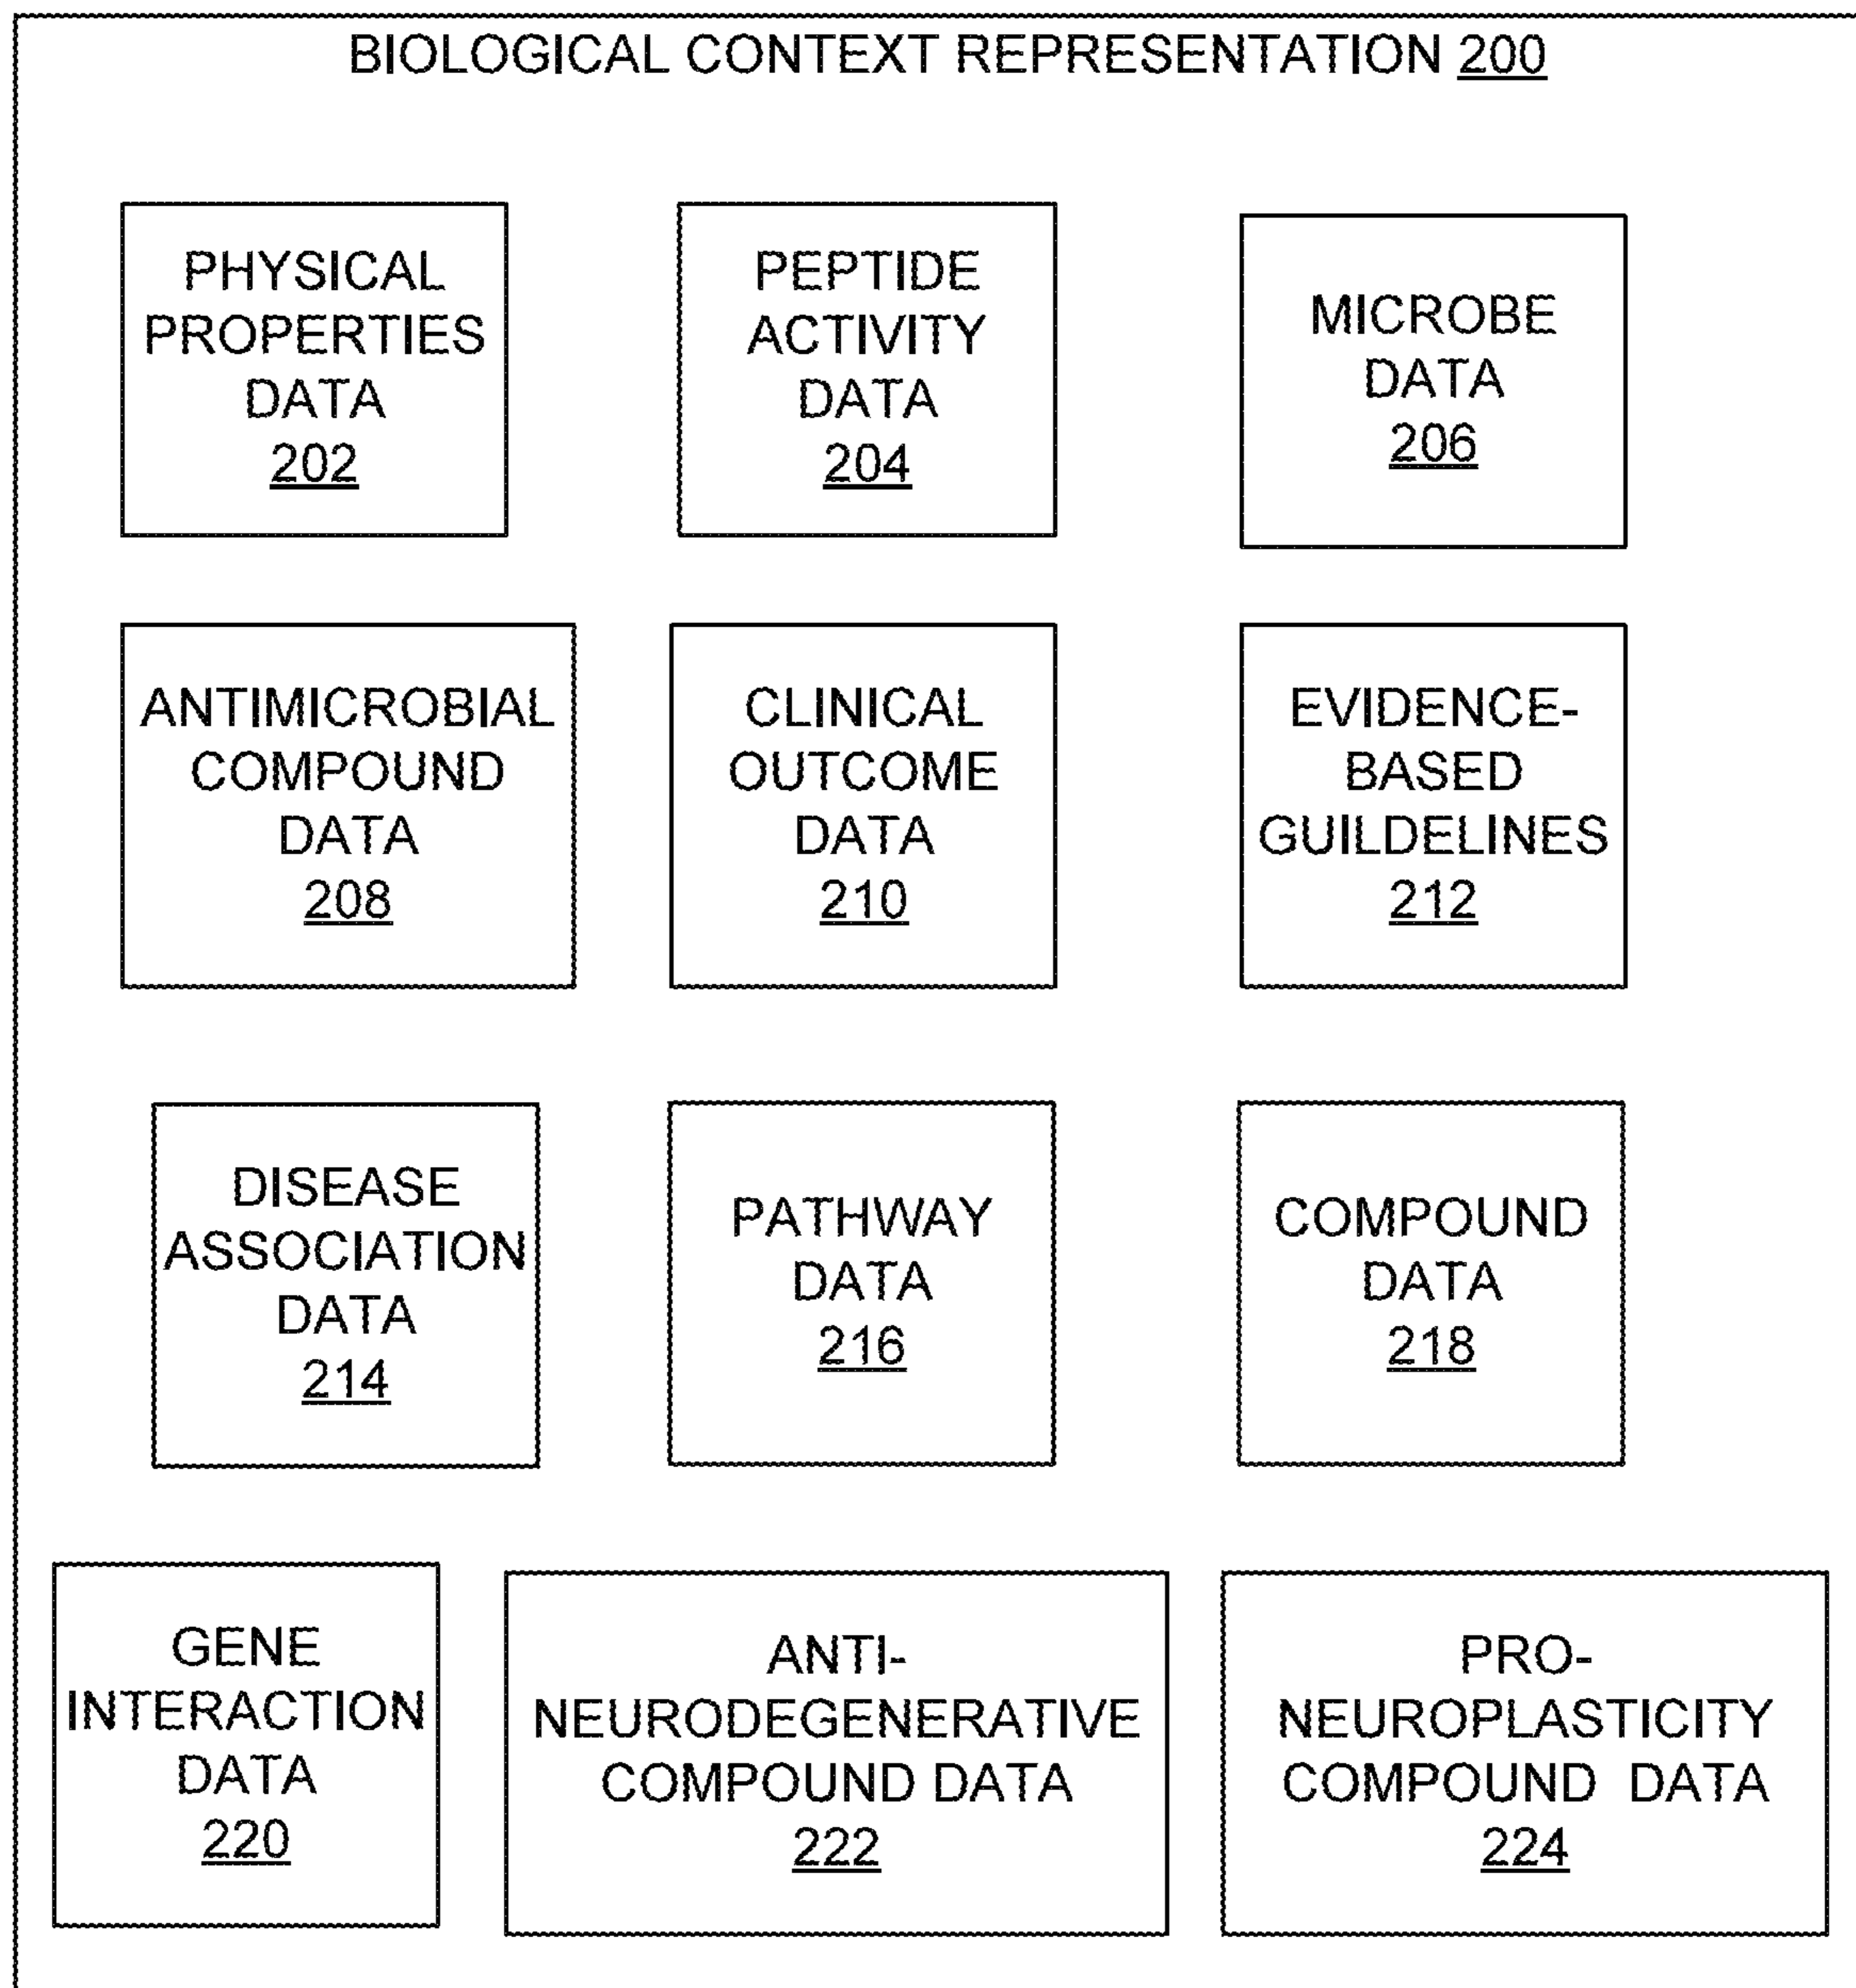 BIOLOGICAL CONTEXT REPRESENTATION 200
PHYSICAL
PROPERTIES
DATA
202
PEPTIDE
ACTIVITY
DATA
204
MICROBE
DATA
206
ANTIMICROBIAL
COMPOUND
DATA
208
CLINICAL
OUTCOME
DATA
210
EVIDENCE-
BASED
GUILDELINES
212
DISEASE
ASSOCIATION
DATA
214
PATHWAY
DATA
216
COMPOUND
DATA
218
GENE
INTERACTION
DATA
220
ANTI-
NEURODEGENERATIVE
COMPOUND DATA
222
PRO-
NEUROPLASTICITY
COMPOUND DATA
224